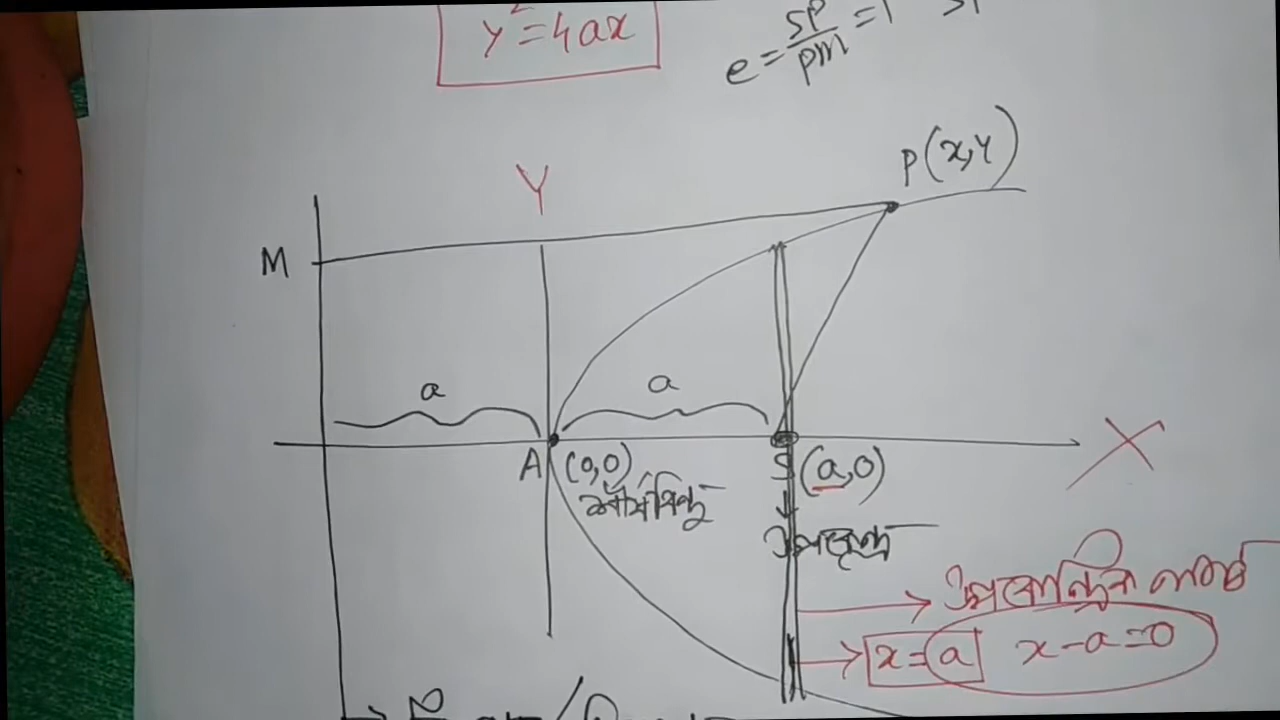 y²=4ax
e=SP/PM=1
P(x,y)
Y
M
a
a
X
A (0,0)
S(a,0)
শীর্ষবিন্দু
উপকেন্দ্র
উপকেন্দ্রিক লম্ব
x=a x-a=0